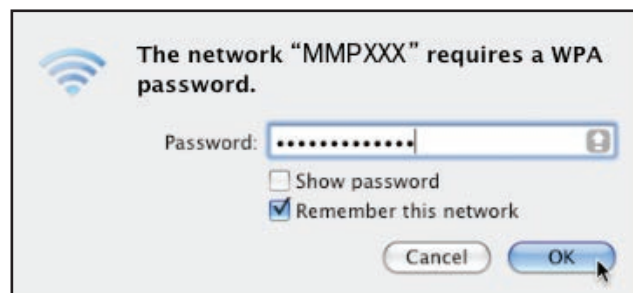 The network “MMPXXX” requires a WPA
password.
Password: •••••••••••••
Show password
Remember this network
Cancel OK